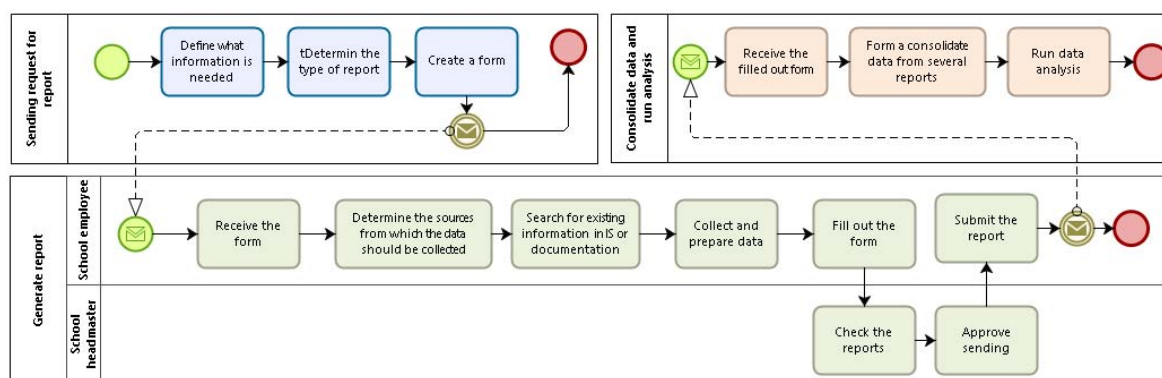 Sending request for
report
Define what
information is
needed
tDetermin the
type of report
Create a form
Consolidate data and
run analysis
Receive the
filled out form
Form a consolidate
data from several
reports
Run data
analysis
Generate report
School employee
Receive the
form
Determine the sources
from which the data
should be collected
Search for existing
information in IS or
documentation
Collect and
prepare data
Fill out the
form
Submit the
report
School
headmaster
Check the
reports
Approve
sending